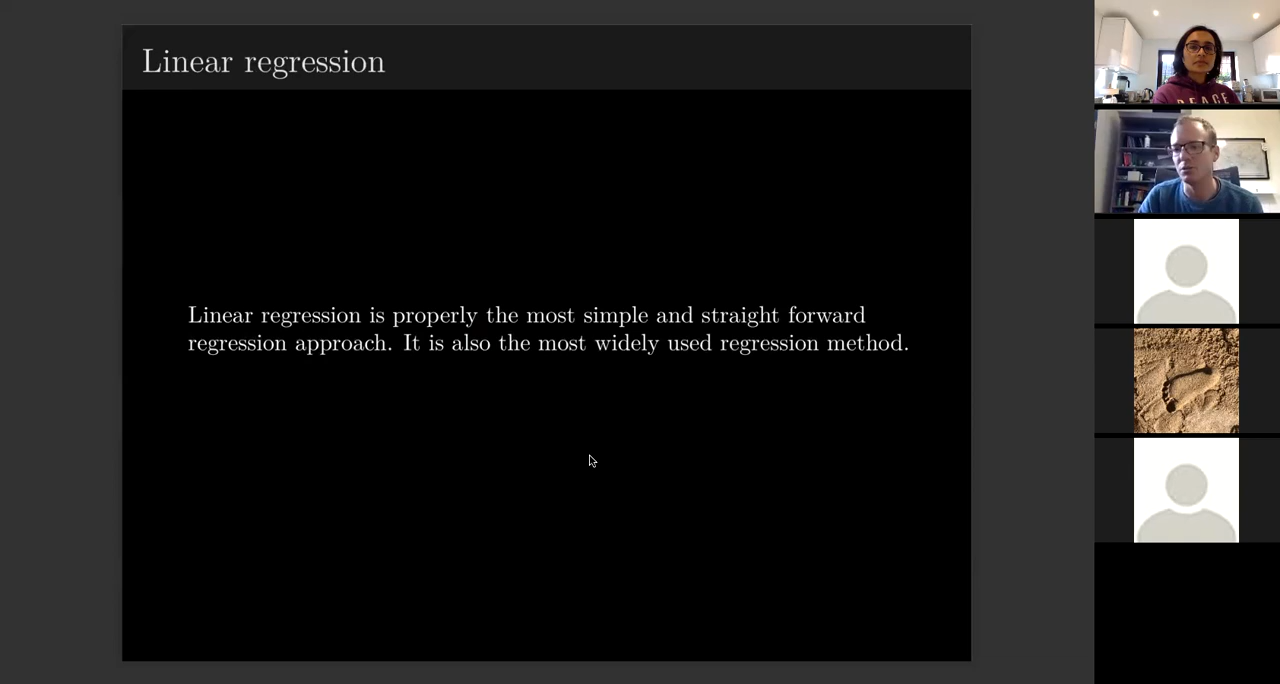 Linear regression
Linear regression is properly the most simple and straight forward
regression approach. It is also the most widely used regression method.
PEACE